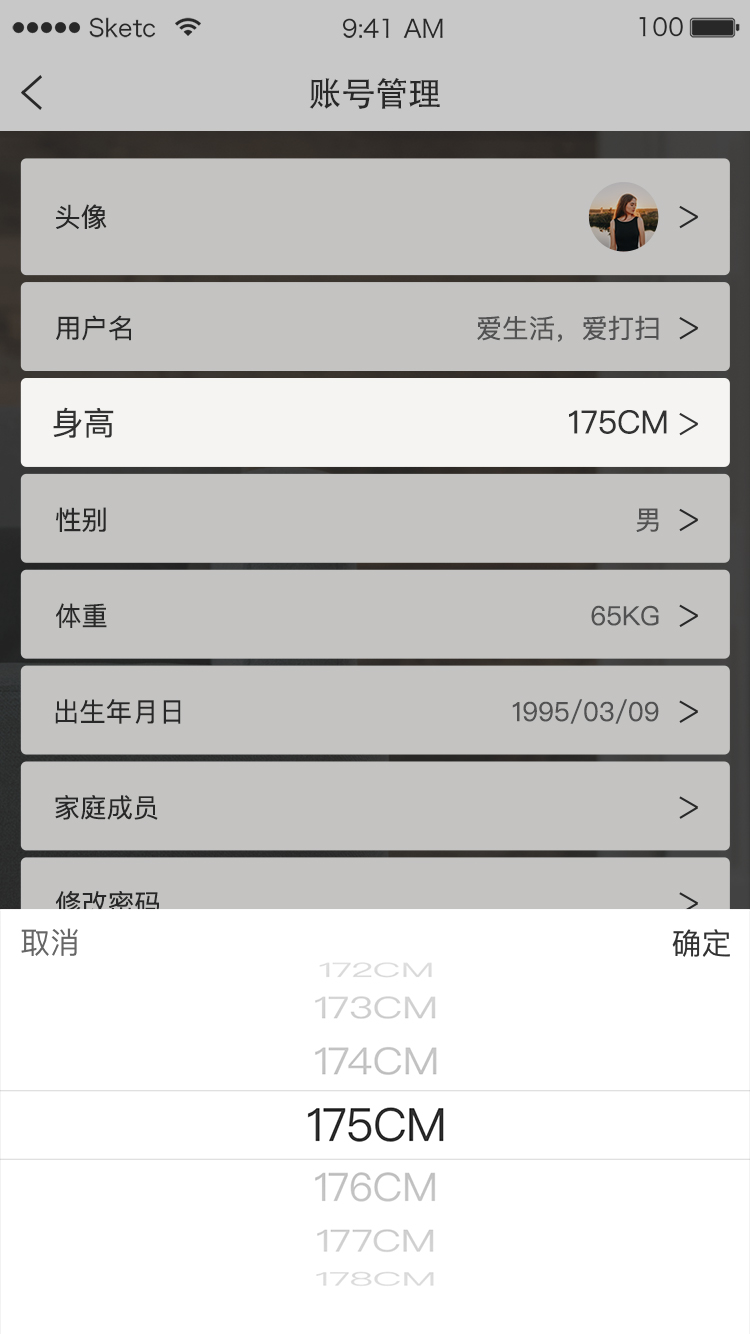 Sketc 9:41 AM 100
账号管理
头像
用户名 爱生活，爱打扫
身高 175CM
性别 男
体重 65KG
出生年月日 1995/03/09
家庭成员
修改密码
取消 确定
172CM
173CM
174CM
175CM
176CM
177CM
178CM